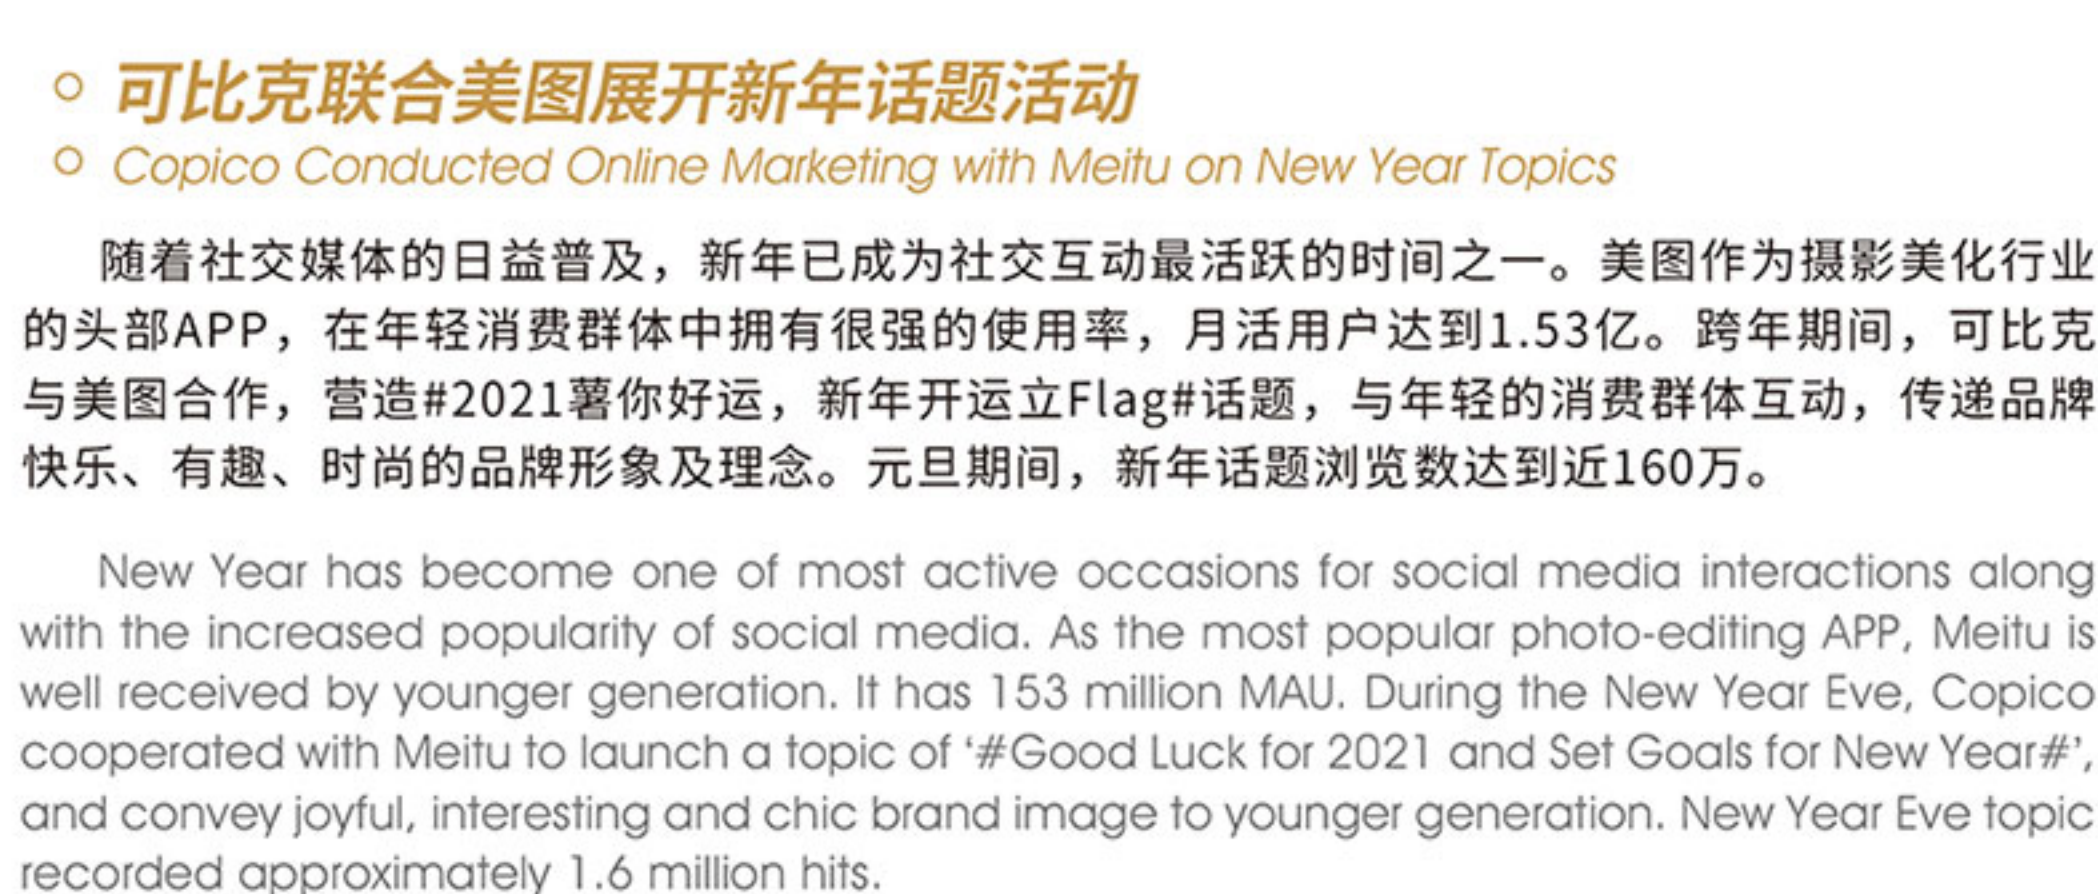 可比克联合美图展开新年话题活动
Copico Conducted Online Marketing with Meitu on New Year Topics
随着社交媒体的日益普及，新年已成为社交互动最活跃的时间之一。美图作为摄影美化行业
的头部APP，在年轻消费群体中拥有很强的使用率，月活用户达到1.53亿。跨年期间，可比克
与美图合作，营造#2021薯你好运，新年开运立Flag#话题，与年轻的消费群体互动，传递品牌
快乐、有趣、时尚的品牌形象及理念。元旦期间，新年话题浏览数达到近160万。
New Year has become one of most active occasions for social media interactions along
with the increased popularity of social media. As the most popular photo-editing APP, Meitu is
well received by younger generation. It has 153 million MAU. During the New Year Eve, Copico
cooperated with Meitu to launch a topic of ‘#Good Luck for 2021 and Set Goals for New Year#’,
and convey joyful, interesting and chic brand image to younger generation. New Year Eve topic
recorded approximately 1.6 million hits.